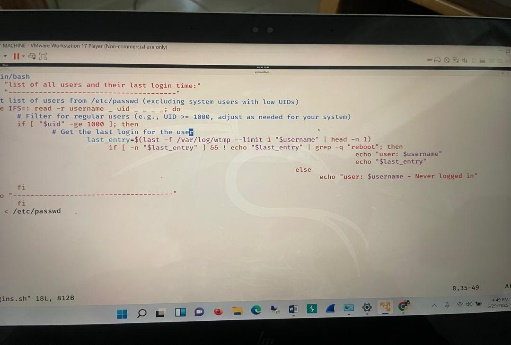 MACHINE - VMware Workstation 17 Player (Non-commercial use only)
in/bash
"list of all users and their last login time:"
t list of users from /etc/passwd (excluding system users with low UIDs)
e IFS=: read -r username _ uid _ _ _ _; do
# Filter for regular users (e.g., UID >= 1000, adjust as needed for your system)
if [ "$uid" -ge 1000 ]; then
# Get the last login for the user
last_entry=$(last -f /var/log/wtmp --limit 1 "$username" | head -n 1)
if [ -n "$last_entry" ] && ! echo "$last_entry" | grep -q "reboot"; then
echo "user: $username"
echo "$last_entry"
else
echo "user: $username - Never logged in"
fi
fi
< /etc/passwd
gins.sh" 18L, 812B
8,35-49